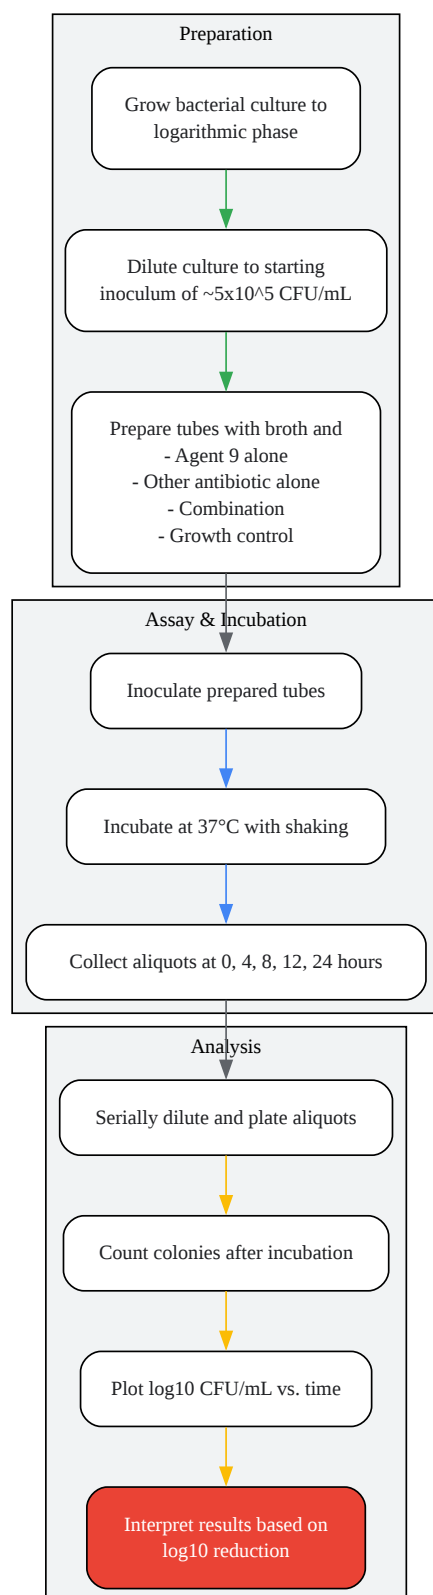 Preparation
Grow bacterial culture to
logarithmic phase
Dilute culture to starting
inoculum of ~5x10^5 CFU/mL
Prepare tubes with broth and
- Agent 9 alone
- Other antibiotic alone
- Combination
- Growth control
Assay & Incubation
Inoculate prepared tubes
Incubate at 37°C with shaking
Collect aliquots at 0, 4, 8, 12, 24 hours
Analysis
Serially dilute and plate aliquots
Count colonies after incubation
Plot log10 CFU/mL vs. time
Interpret results based on
log10 reduction